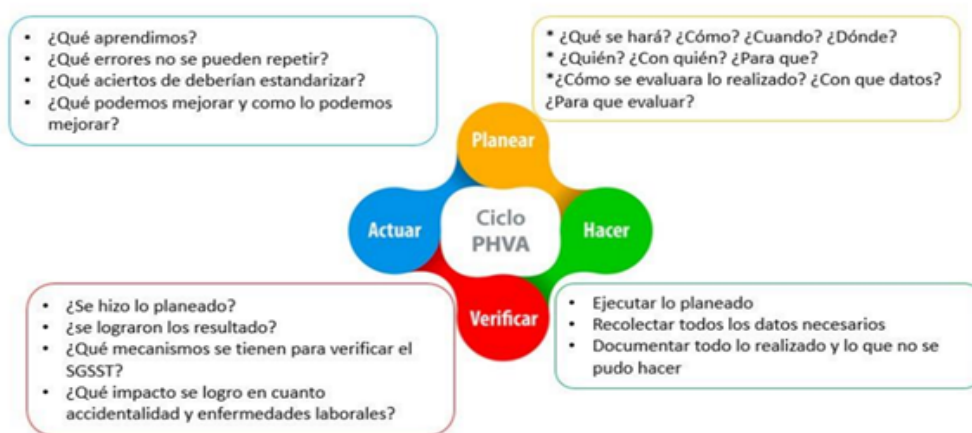 • ¿Qué aprendimos?
• ¿Qué errores no se pueden repetir?
• ¿Qué aciertos de deberían estandarizar?
• ¿Qué podemos mejorar y como lo podemos
mejorar?
* ¿Qué se hará? ¿Cómo? ¿Cuando? ¿Dónde?
* ¿Quién? ¿Con quién? ¿Para que?
*¿Cómo se evaluara lo realizado? ¿Con que datos?
¿Para que evaluar?
Planear
Actuar
Ciclo
PHVA
Hacer
Verificar
• ¿Se hizo lo planeado?
• ¿se lograron los resultado?
• ¿Qué mecanismos se tienen para verificar el
SGSST?
• ¿Qué impacto se logro en cuanto
accidentalidad y enfermedades laborales?
• Ejecutar lo planeado
• Recolectar todos los datos necesarios
• Documentar todo lo realizado y lo que no se
pudo hacer